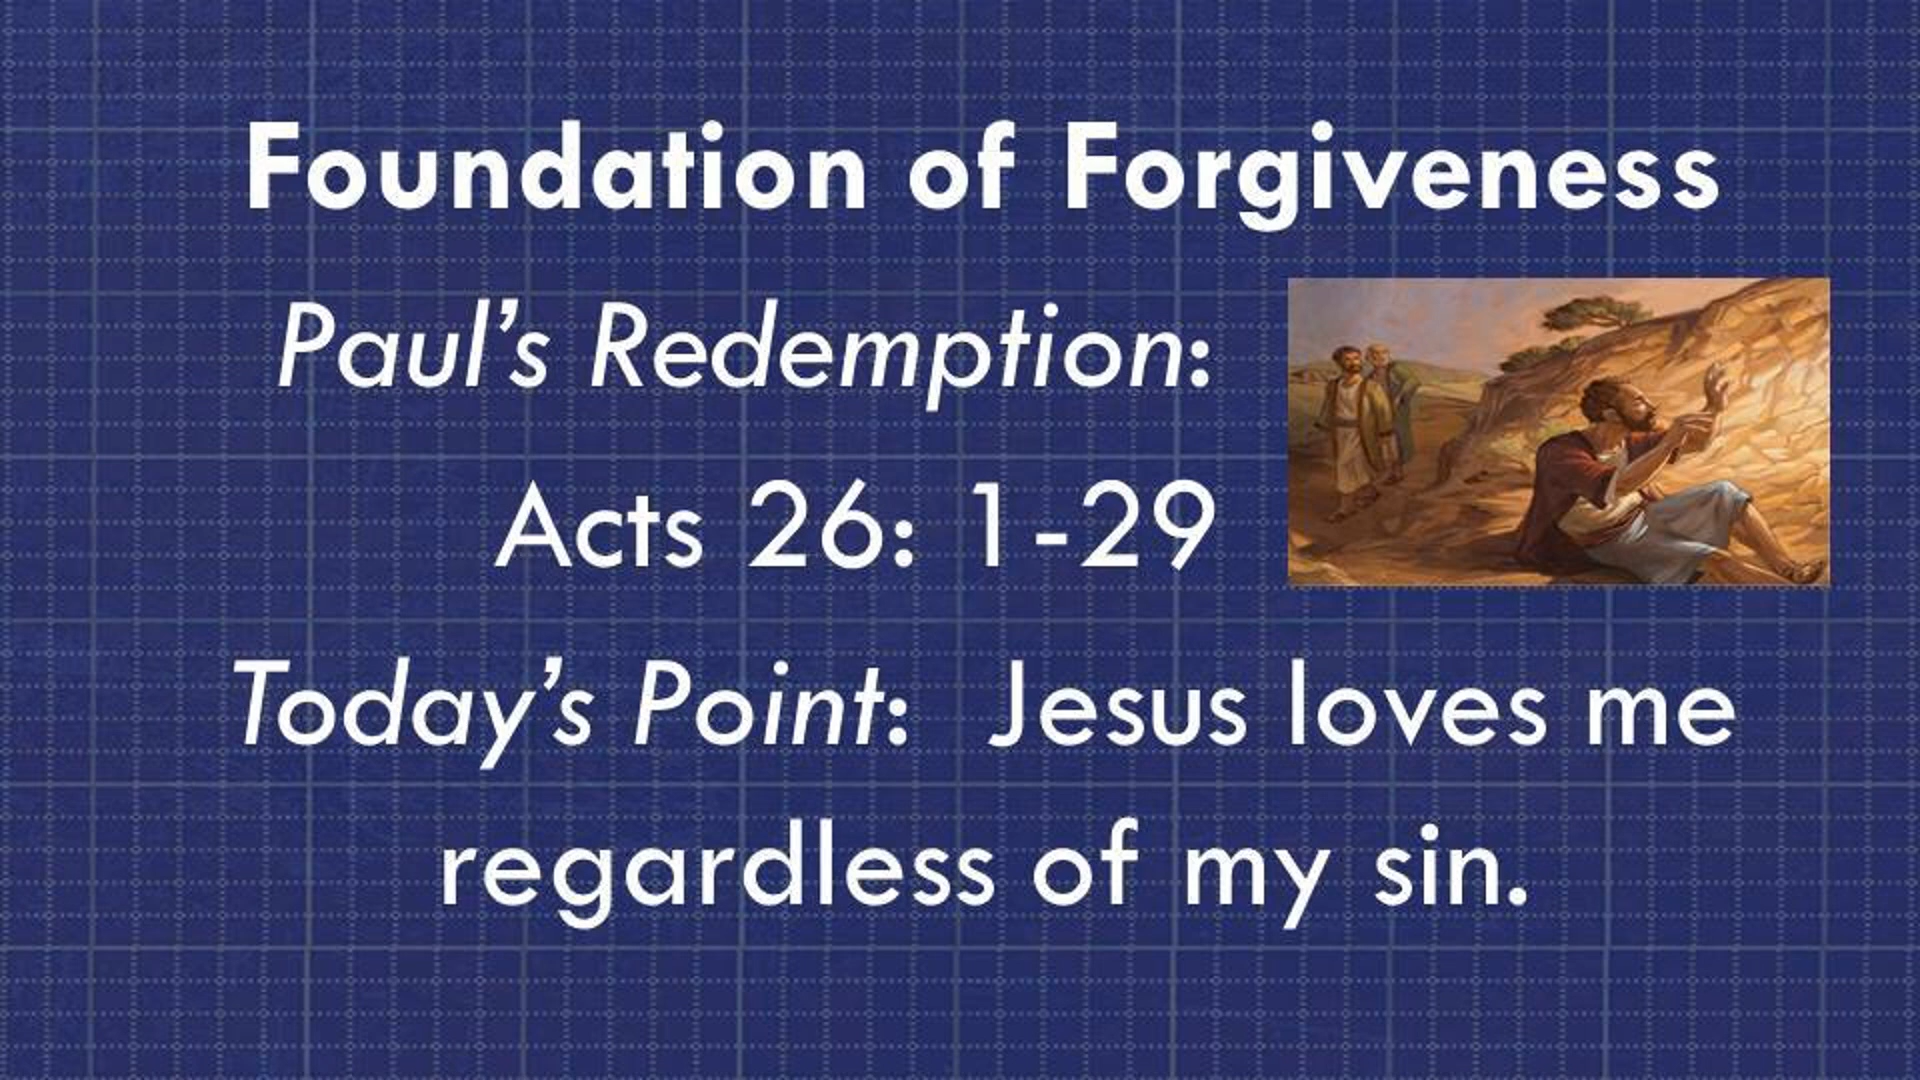 Foundation of Forgiveness
Paul’s Redemption:
Acts 26: 1-29
Today’s Point:  Jesus loves me
regardless of my sin.